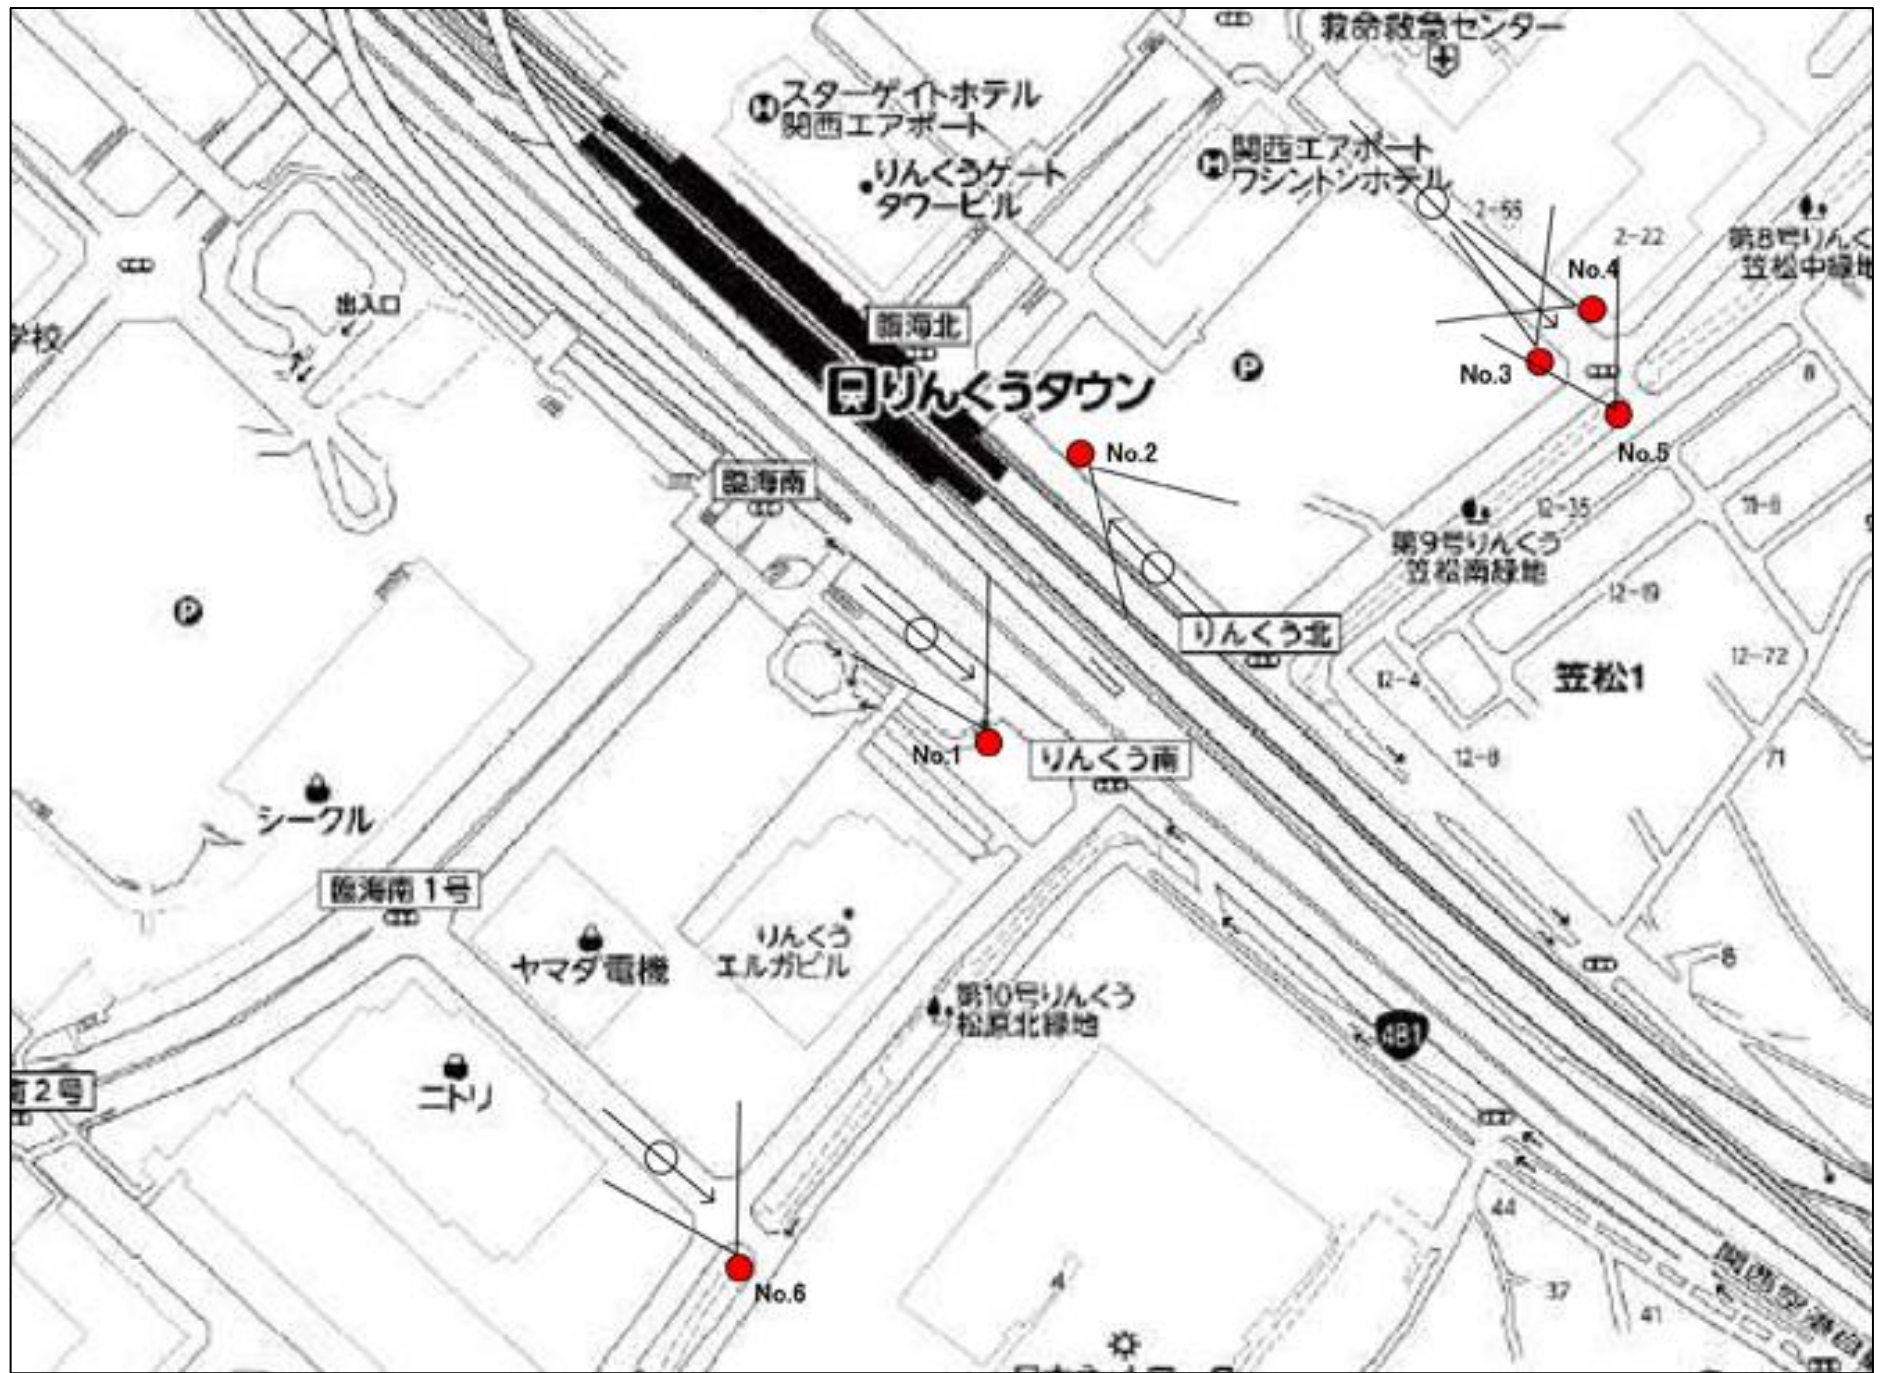 救命救急センター
スターゲイトホテル
関西エアポート
りんくうゲート
タワービル
関西エアポート
ワシントンホテル
2-55
2-22
第8号りんく
笠松中緑地
No.4
出入口
学校
臨海北
りんくうタウン
No.3
8
No.2
No.5
臨海南
12-35
11-8
第9号りんくう
笠松南緑地
12-19
りんくう北
12-72
笠松1
12-4
No.1
りんくう南
12-8
71
シークル
臨海南1号
りんくう
エルガビル
ヤマダ電機
8
第10号りんくう
松原北緑地
481
南2号
ニトリ
44
4
37
41
No.6